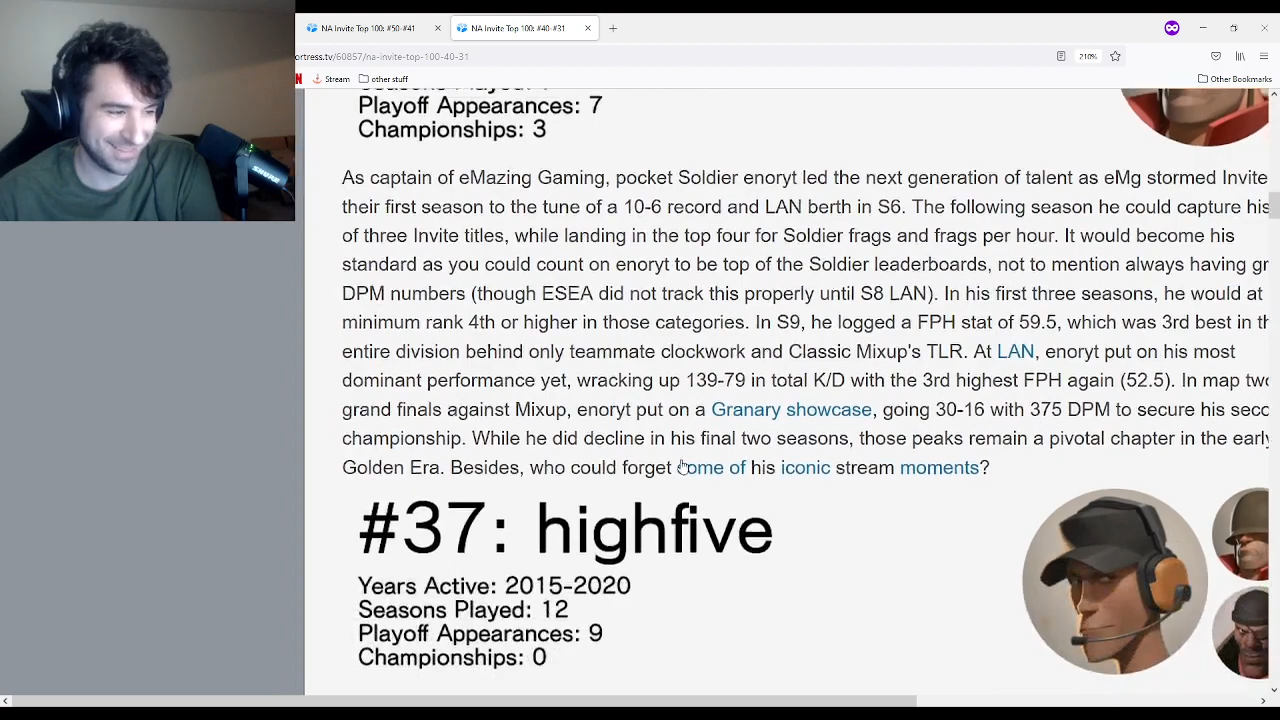 NA Invite Top 100: #50-#41
NA Invite Top 100: #40-#31
ortress.tv/60857/na-invite-top-100-40-31
210%
Stream
other stuff
Other Bookmarks
Playoff Appearances: 7
Championships: 3
As captain of eMazing Gaming, pocket Soldier enoryt led the next generation of talent as eMg stormed Invite
their first season to the tune of a 10-6 record and LAN berth in S6. The following season he could capture his
of three Invite titles, while landing in the top four for Soldier frags and frags per hour. It would become his
standard as you could count on enoryt to be top of the Soldier leaderboards, not to mention always having gr
DPM numbers (though ESEA did not track this properly until S8 LAN). In his first three seasons, he would at
minimum rank 4th or higher in those categories. In S9, he logged a FPH stat of 59.5, which was 3rd best in th
entire division behind only teammate clockwork and Classic Mixup's TLR. At LAN, enoryt put on his most
dominant performance yet, wracking up 139-79 in total K/D with the 3rd highest FPH again (52.5). In map two
grand finals against Mixup, enoryt put on a Granary showcase, going 30-16 with 375 DPM to secure his seco
championship. While he did decline in his final two seasons, those peaks remain a pivotal chapter in the early
Golden Era. Besides, who could forget some of his iconic stream moments?
#37: highfive
Years Active: 2015-2020
Seasons Played: 12
Playoff Appearances: 9
Championships: 0
SHURE